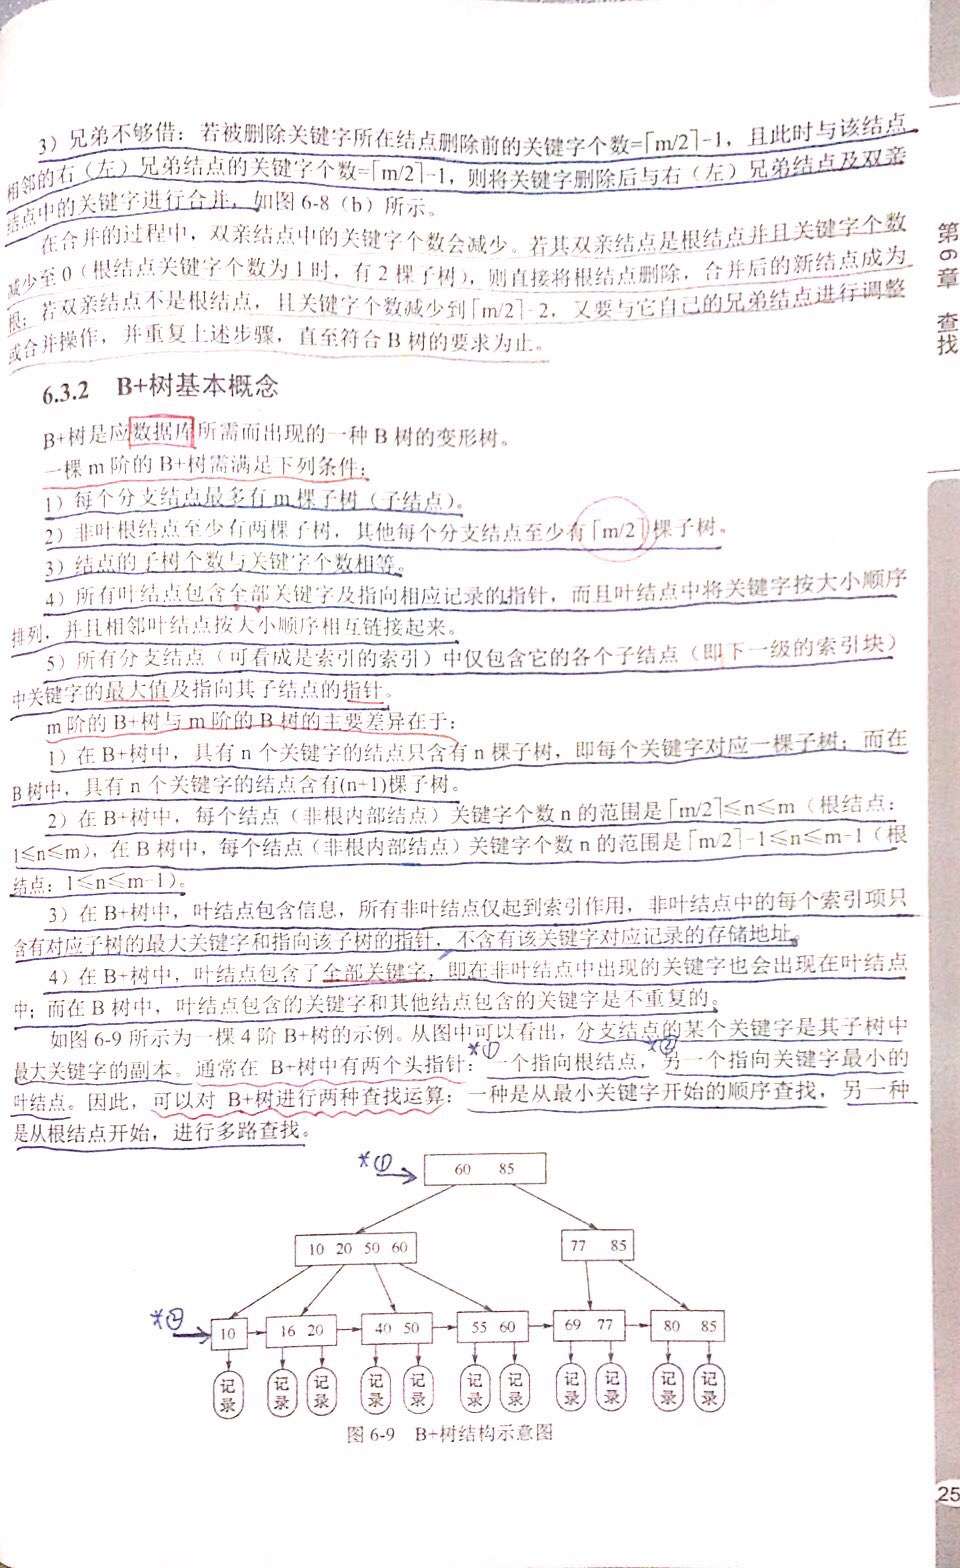 3）兄弟不够借：若被删除关键字所在结点删除前的关键字个数=⌈m/2⌉-1，且此时与该结点
相邻的右（左）兄弟结点的关键字个数=⌈m/2⌉-1，则将关键字删除后与右（左）兄弟结点及双亲
结点中的关键字进行合并，如图 6-8（b）所示。
在合并的过程中，双亲结点中的关键字个数会减少。若其双亲结点是根结点并且关键字个数
减少至 0（根结点关键字个数为 1 时，有 2 棵子树），则直接将根结点删除，合并后的新结点成为
根；若双亲结点不是根结点，且关键字个数减少到⌈m/2⌉-2，又要与它自己的兄弟结点进行调整
或合并操作，并重复上述步骤，直至符合 B 树的要求为止。
第6章 查找
6.3.2 B+树基本概念
B+树是应数据库所需而出现的一种 B 树的变形树。
一棵 m 阶的 B+树需满足下列条件：
1）每个分支结点最多有 m 棵子树（子结点）。
2）非叶根结点至少有两棵子树，其他每个分支结点至少有⌈m/2⌉棵子树。
3）结点的子树个数与关键字个数相等。
4）所有叶结点包含全部关键字及指向相应记录的指针，而且叶结点中将关键字按大小顺序
排列，并且相邻叶结点按大小顺序相互链接起来。
5）所有分支结点（可看成是索引的索引）中仅包含它的各个子结点（即下一级的索引块）
中关键字的最大值及指向其子结点的指针。
m 阶的 B+树与 m 阶的 B 树的主要差异在于：
1）在 B+树中，具有 n 个关键字的结点只含有 n 棵子树，即每个关键字对应一棵子树；而在
B 树中，具有 n 个关键字的结点含有(n+1)棵子树。
2）在 B+树中，每个结点（非根内部结点）关键字个数 n 的范围是⌈m/2⌉≤n≤m（根结点：
1≤n≤m），在 B 树中，每个结点（非根内部结点）关键字个数 n 的范围是⌈m/2⌉-1≤n≤m-1（根
结点：1≤n≤m-1）。
3）在 B+树中，叶结点包含信息，所有非叶结点仅起到索引作用，非叶结点中的每个索引项只
含有对应子树的最大关键字和指向该子树的指针，不含有该关键字对应记录的存储地址。
4）在 B+树中，叶结点包含了全部关键字，即在非叶结点中出现的关键字也会出现在叶结点
中；而在 B 树中，叶结点包含的关键字和其他结点包含的关键字是不重复的。
如图 6-9 所示为一棵 4 阶 B+树的示例。从图中可以看出，分支结点的某个关键字是其子树中
*① *②
最大关键字的副本。通常在 B+树中有两个头指针：一个指向根结点，另一个指向关键字最小的
叶结点。因此，可以对 B+树进行两种查找运算：一种是从最小关键字开始的顺序查找，另一种
是从根结点开始，进行多路查找。
*① 60 85
10 20 50 60 77 85
*② 10 16 20 40 50 55 60 69 77 80 85
记录 记录 记录 记录 记录 记录 记录 记录 记录 记录 记录
图 6-9 B+树结构示意图
25